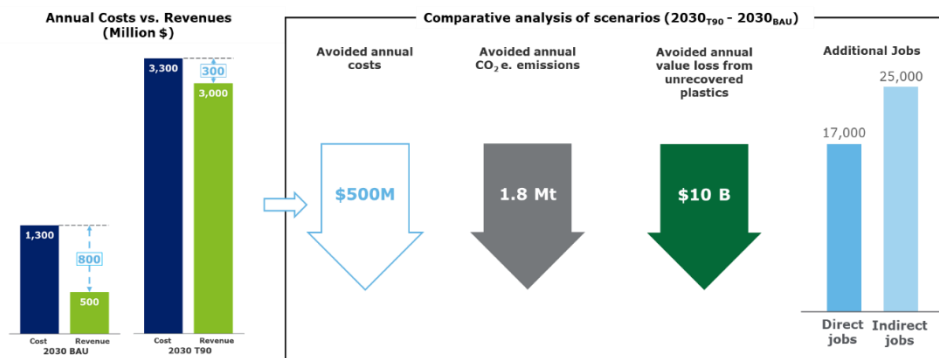 Annual Costs vs. Revenues
(Million $)
1,300
800
500
Cost
Revenue
2030 BAU
3,300
300
3,000
Cost
Revenue
2030 T90
Comparative analysis of scenarios (2030T90 - 2030BAU)
Avoided annual
costs
$500M
Avoided annual
CO2 e. emissions
1.8 Mt
Avoided annual
value loss from
unrecovered
plastics
$10 B
Additional Jobs
17,000
25,000
Direct
jobs
Indirect
jobs